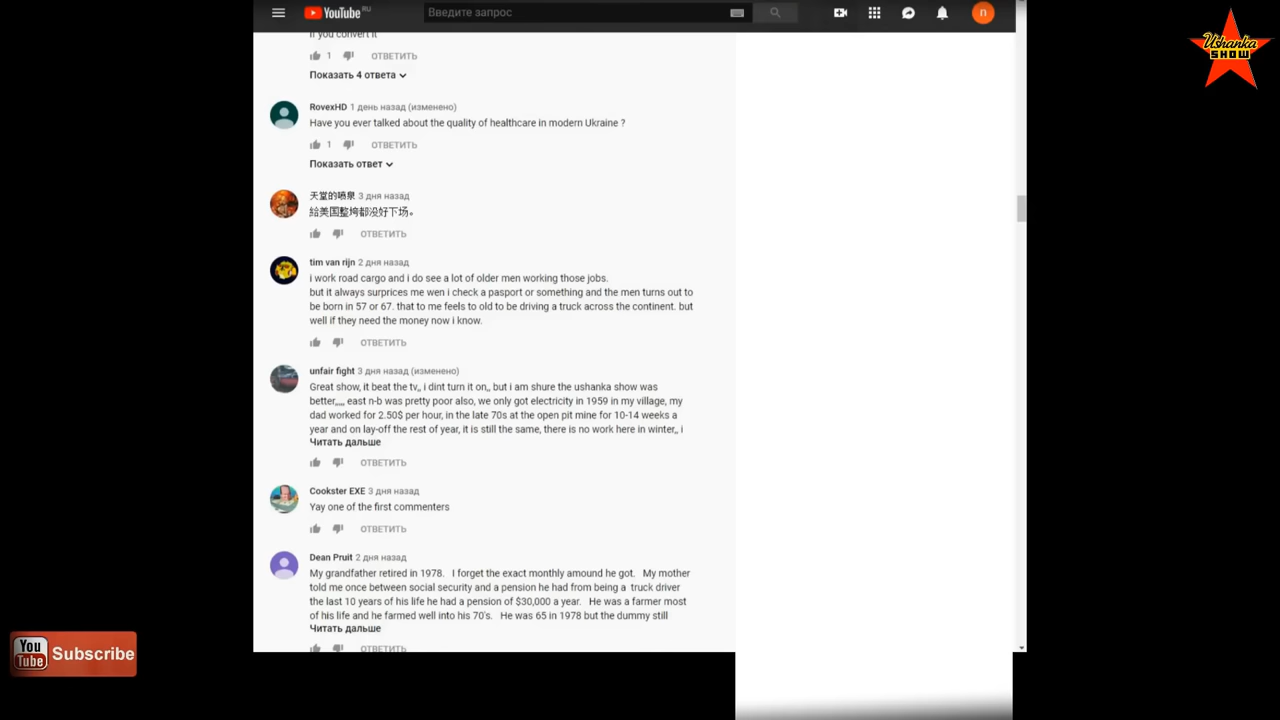 YouTube RU
Введите запрос
n
Ushanka
SHOW
If you convert it
1 ОТВЕТИТЬ
Показать 4 ответа
RovexHD 1 день назад (изменено)
Have you ever talked about the quality of healthcare in modern Ukraine ?
1 ОТВЕТИТЬ
Показать ответ
天堂的喷泉 3 дня назад
給美国整垮都没好下场。
ОТВЕТИТЬ
tim van rijn 2 дня назад
i work road cargo and i do see a lot of older men working those jobs.
but it always surprices me wen i check a pasport or something and the men turns out to
be born in 57 or 67. that to me feels to old to be driving a truck across the continent. but
well if they need the money now i know.
ОТВЕТИТЬ
unfair fight 3 дня назад (изменено)
Great show, it beat the tv,, i dint turn it on,, but i am shure the ushanka show was
better,,,,, east n-b was pretty poor also, we only got electricity in 1959 in my village, my
dad worked for 2.50$ per hour, in the late 70s at the open pit mine for 10-14 weeks a
year and on lay-off the rest of year, it is still the same, there is no work here in winter,, i
Читать дальше
ОТВЕТИТЬ
Cookster EXE 3 дня назад
Yay one of the first commenters
ОТВЕТИТЬ
Dean Pruit 2 дня назад
My grandfather retired in 1978. I forget the exact monthly amound he got. My mother
told me once between social security and a pension he had from being a truck driver
the last 10 years of his life he had a pension of $30,000 a year. He was a farmer most
of his life and he farmed well into his 70's. He was 65 in 1978 but the dummy still
Читать дальше
ОТВЕТИТЬ
You
Tube Subscribe